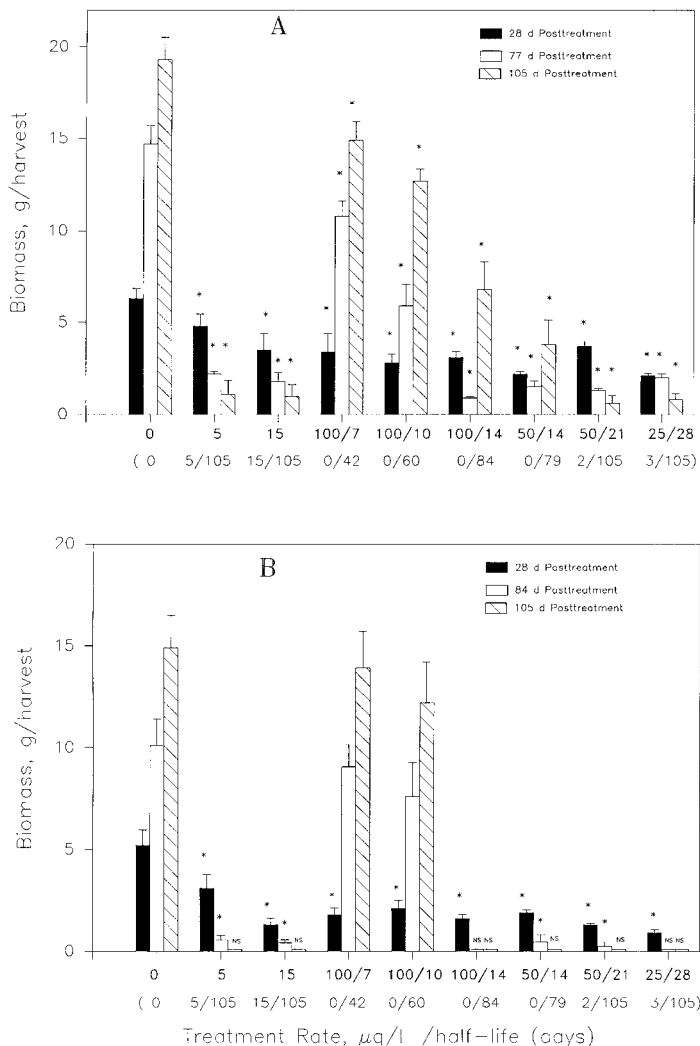 A
28 d Posttreatment
77 d Posttreatment
105 d Posttreatment
Biomass, g/harvest
20
15
10
5
0
* * * * * * * * * * * * * * * * * * * * * * * *
0 5 15 100/7 100/10 100/14 50/14 50/21 25/28
( 0 5/105 15/105 0/42 0/60 0/84 0/79 2/105 3/105)
B
28 d Posttreatment
84 d Posttreatment
105 d Posttreatment
Biomass, g/harvest
20
15
10
5
0
* * NS * * NS * * * NS NS * * NS * * NS * NS NS
0 5 15 100/7 100/10 100/14 50/14 50/21 25/28
( 0 5/105 15/105 0/42 0/60 0/84 0/79 2/105 3/105)
Treatment Rate, μg/L /half-life (days)